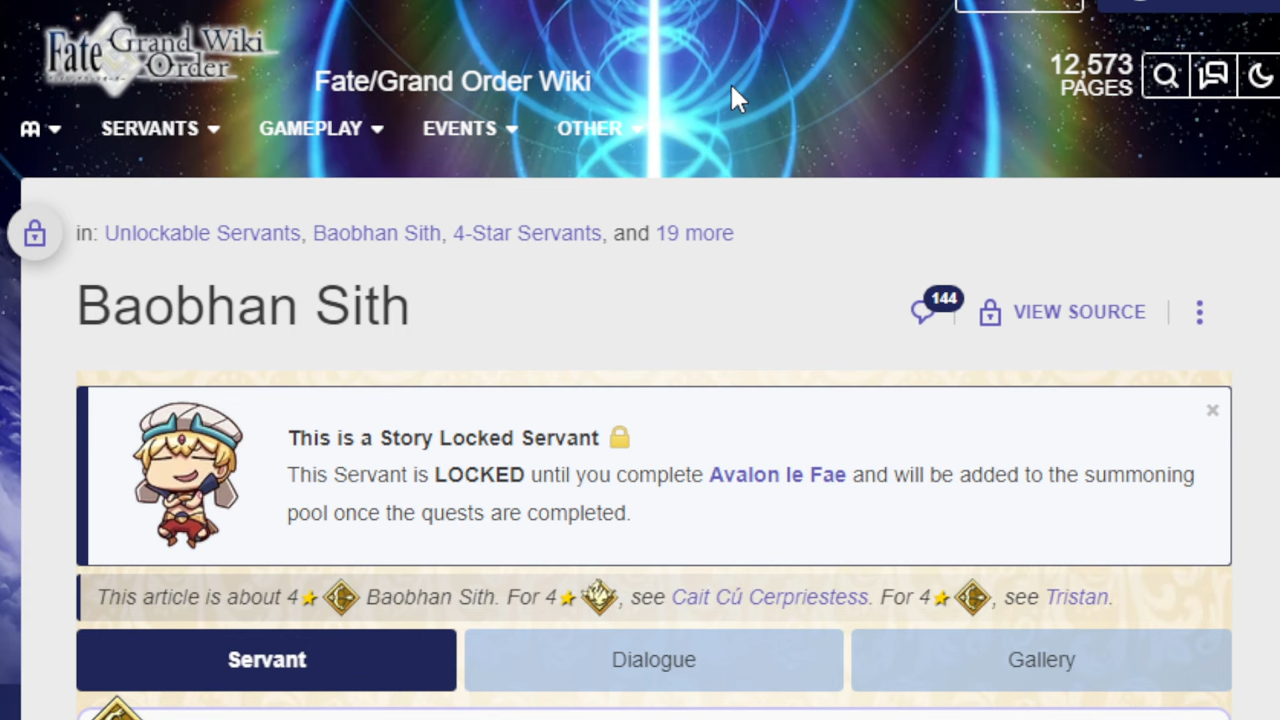 Fate Grand Wiki
Order
Fate/Grand Order Wiki
12,573
PAGES
SERVANTS
GAMEPLAY
EVENTS
OTHER
in: Unlockable Servants, Baobhan Sith, 4-Star Servants, and 19 more
Baobhan Sith
144
VIEW SOURCE
This is a Story Locked Servant
This Servant is LOCKED until you complete Avalon le Fae and will be added to the summoning
pool once the quests are completed.
This article is about 4⭐ Baobhan Sith. For 4⭐, see Cait Cú Cerpriestess. For 4⭐, see Tristan.
Servant
Dialogue
Gallery